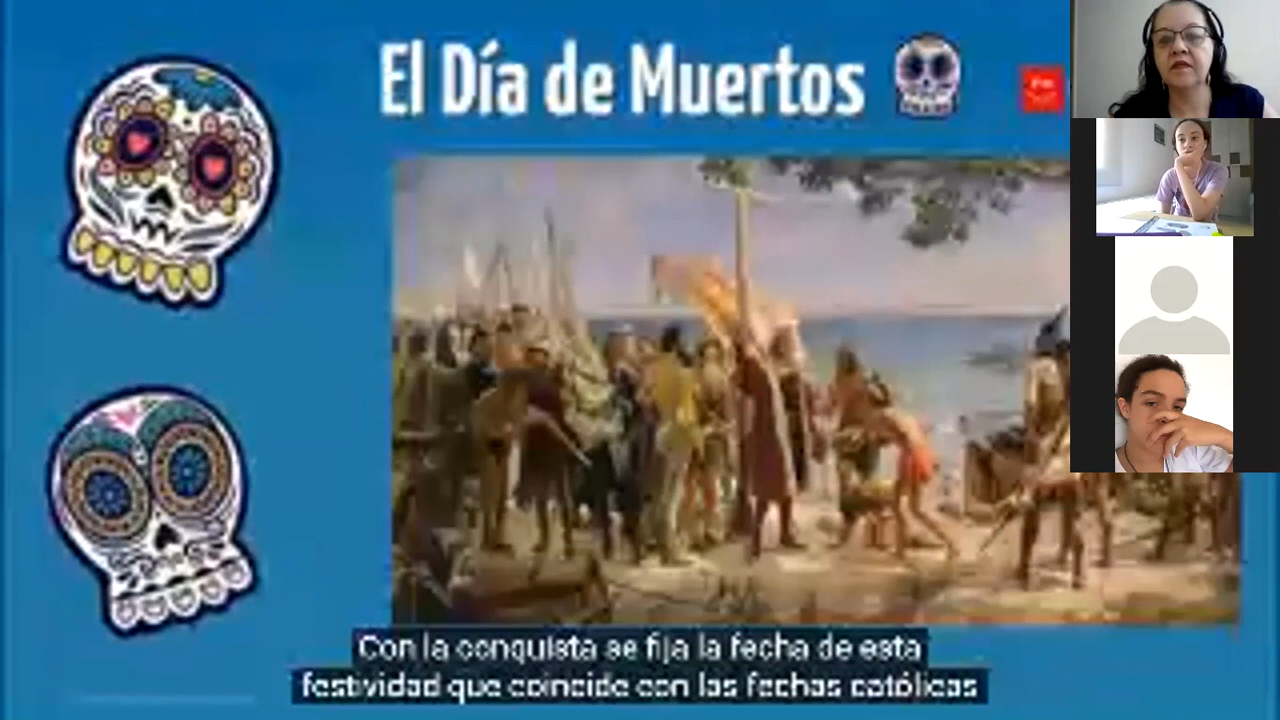 El Día de Muertos
Con la conquista se fija la fecha de esta
festividad que coincide con las fechas católicas